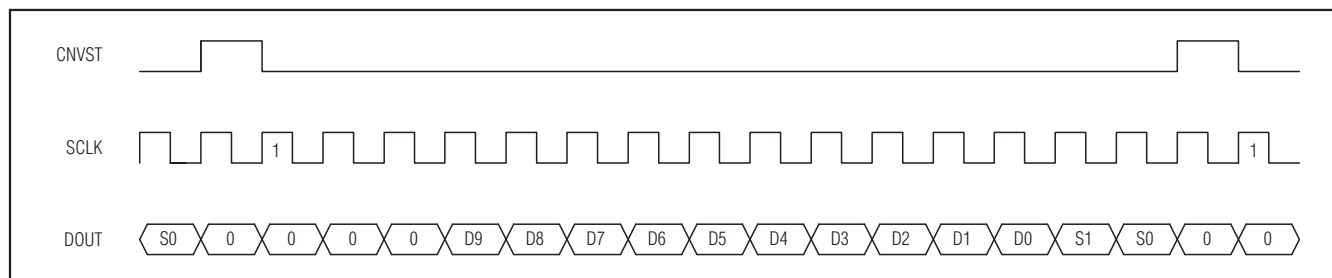 CNVST
SCLK 1 1
DOUT S0 0 0 0 0 D9 D8 D7 D6 D5 D4 D3 D2 D1 D0 S1 S0 0 0